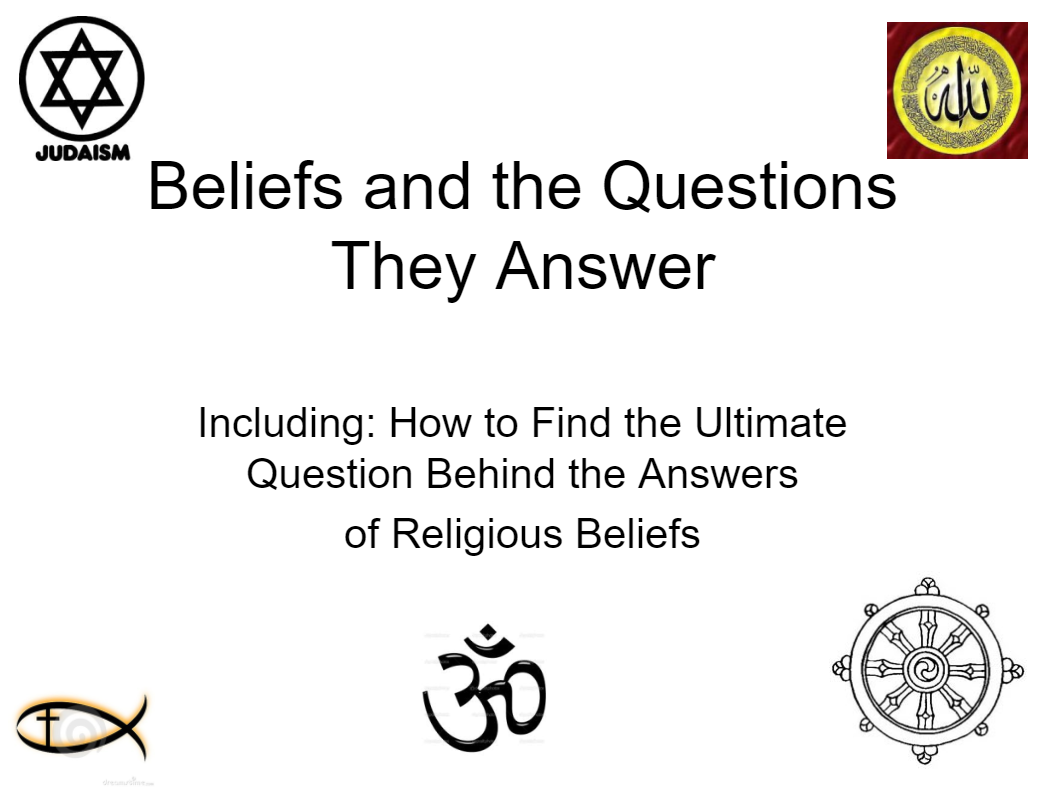 JUDAISM
الله
Beliefs and the Questions
They Answer
Including: How to Find the Ultimate
Question Behind the Answers
of Religious Beliefs
ॐ